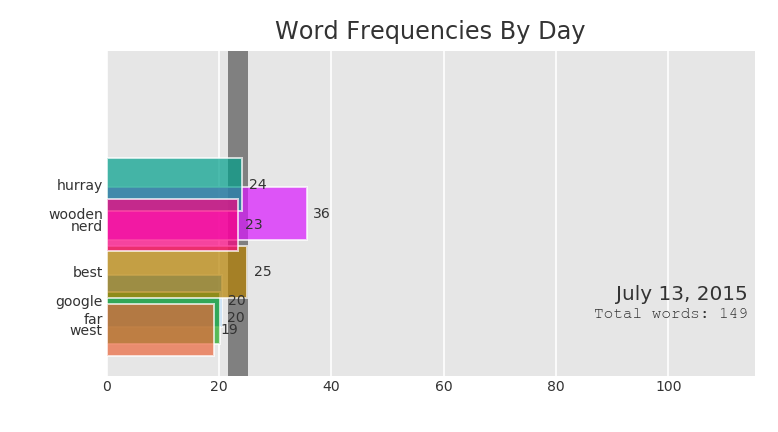 Word Frequencies By Day
hurray 24
wooden 36
nerd 23
best 25
google 20
far 20
west 19
July 13, 2015
Total words: 149
0 20 40 60 80 100